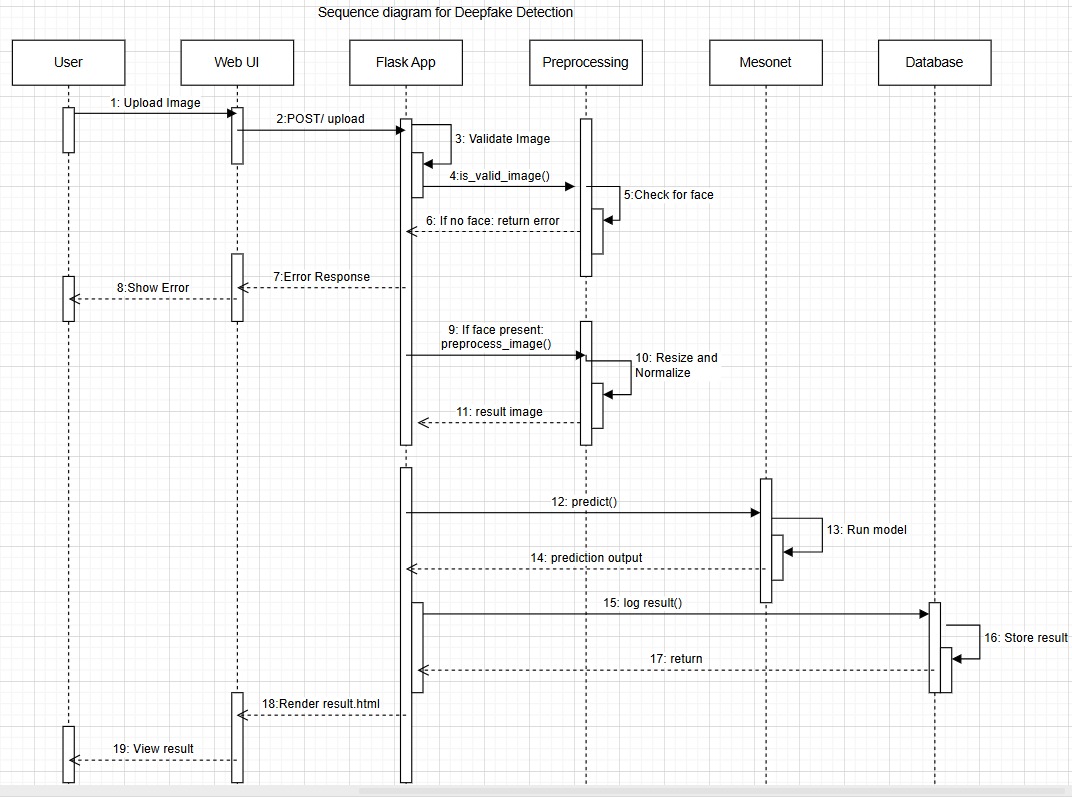 Sequence diagram for Deepfake Detection
User
Web UI
Flask App
Preprocessing
Mesonet
Database
1: Upload Image
2:POST/ upload
3: Validate Image
4:is_valid_image()
5:Check for face
6: If no face: return error
7:Error Response
8:Show Error
9: If face present:
preprocess_image()
10: Resize and
Normalize
11: result image
12: predict()
13: Run model
14: prediction output
15: log result()
16: Store result
17: return
18:Render result.html
19: View result